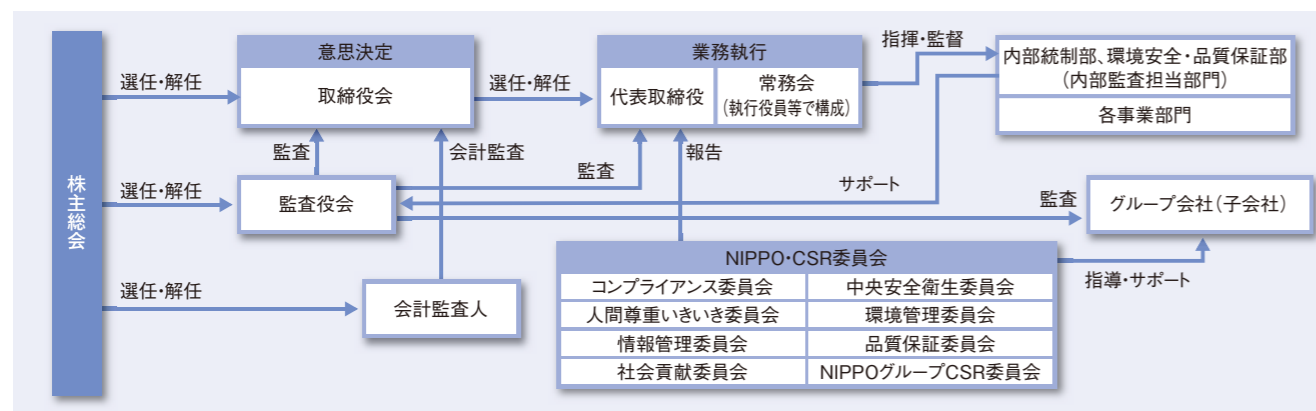 株主総会
選任・解任
意思決定
取締役会
選任・解任
業務執行
代表取締役
常務会
(執行役員等で構成)
指揮・監督
内部統制部、環境安全・品質保証部
(内部監査担当部門)
各事業部門
監査
会計監査
監査
報告
サポート
選任・解任
監査役会
監査
グループ会社(子会社)
選任・解任
会計監査人
NIPPO・CSR委員会
コンプライアンス委員会
中央安全衛生委員会
人間尊重いきいき委員会
環境管理委員会
情報管理委員会
品質保証委員会
社会貢献委員会
NIPPOグループCSR委員会
指導・サポート